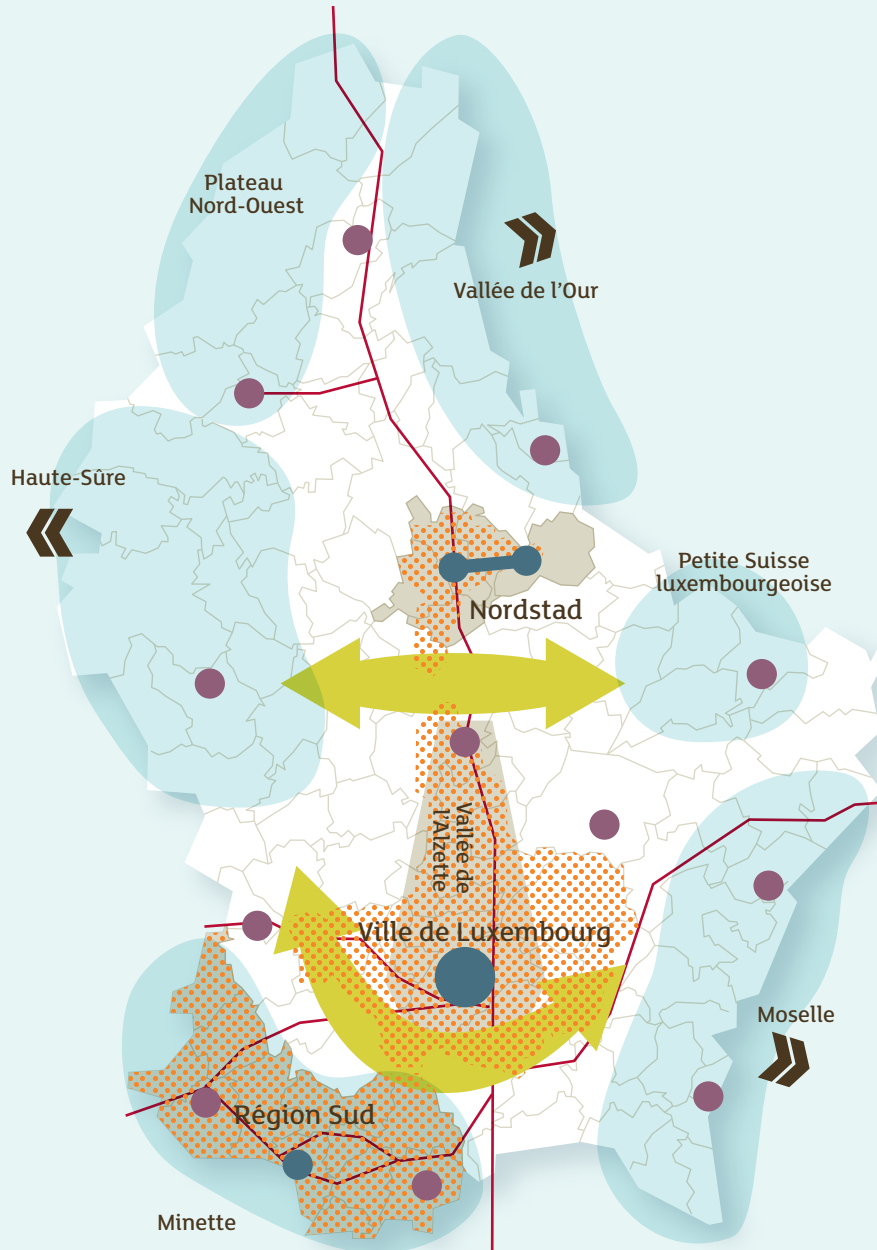 Plateau
Nord-Ouest
Vallée de l'Our
Haute-Sûre
Petite Suisse
luxembourgeoise
Nordstad
Vallée de
l'Alzette
Ville de Luxembourg
Moselle
Région Sud
Minette